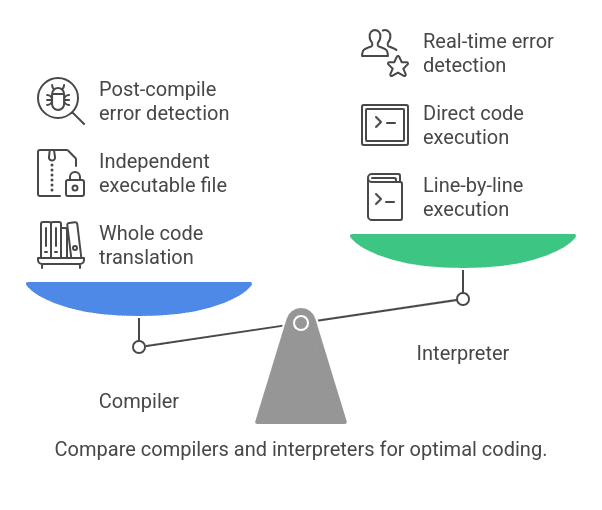 Post-compile
error detection
Independent
executable file
Whole code
translation
Compiler
Real-time error
detection
Direct code
execution
Line-by-line
execution
Interpreter
Compare compilers and interpreters for optimal coding.